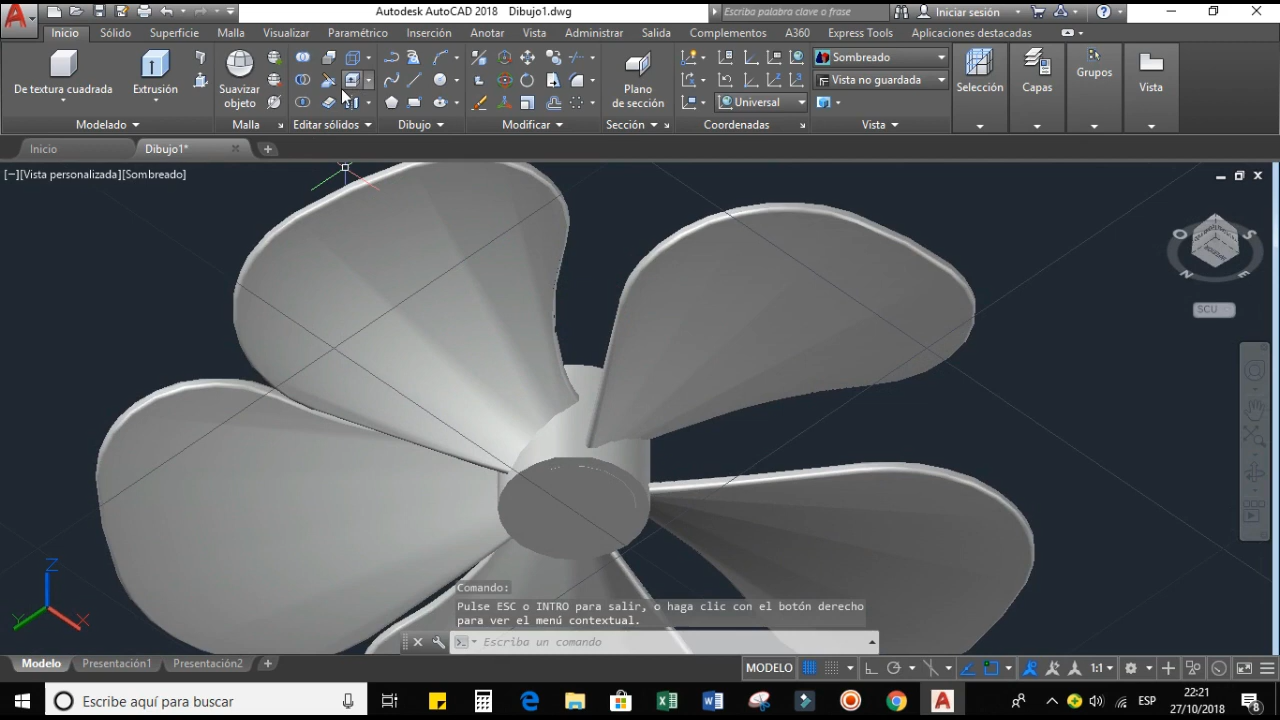 Autodesk AutoCAD 2018 Dibujo1.dwg
Escriba palabra clave o frase
Iniciar sesión
Inicio Sólido Superficie Malla Visualizar Paramétrico Inserción Anotar Vista Administrar Salida Complementos A360 Express Tools Aplicaciones destacadas
De textura cuadrada
Extrusión
Suavizar
objeto
Plano
de sección
Universal
Sombreado
Vista no guardada
Selección
Capas
Grupos
Vista
Modelado Malla Editar sólidos Dibujo Modificar Sección Coordenadas Vista
Inicio Dibujo1*
[−][Vista personalizada][Sombreado]
O S
N E
SCU
Z
Y X
Comando:
Pulse ESC o INTRO para salir, o haga clic con el botón derecho
para ver el menú contextual.
Escriba un comando
Modelo Presentación1 Presentación2
MODELO 1:1
Escribe aquí para buscar
ESP
22:21
27/10/2018
8